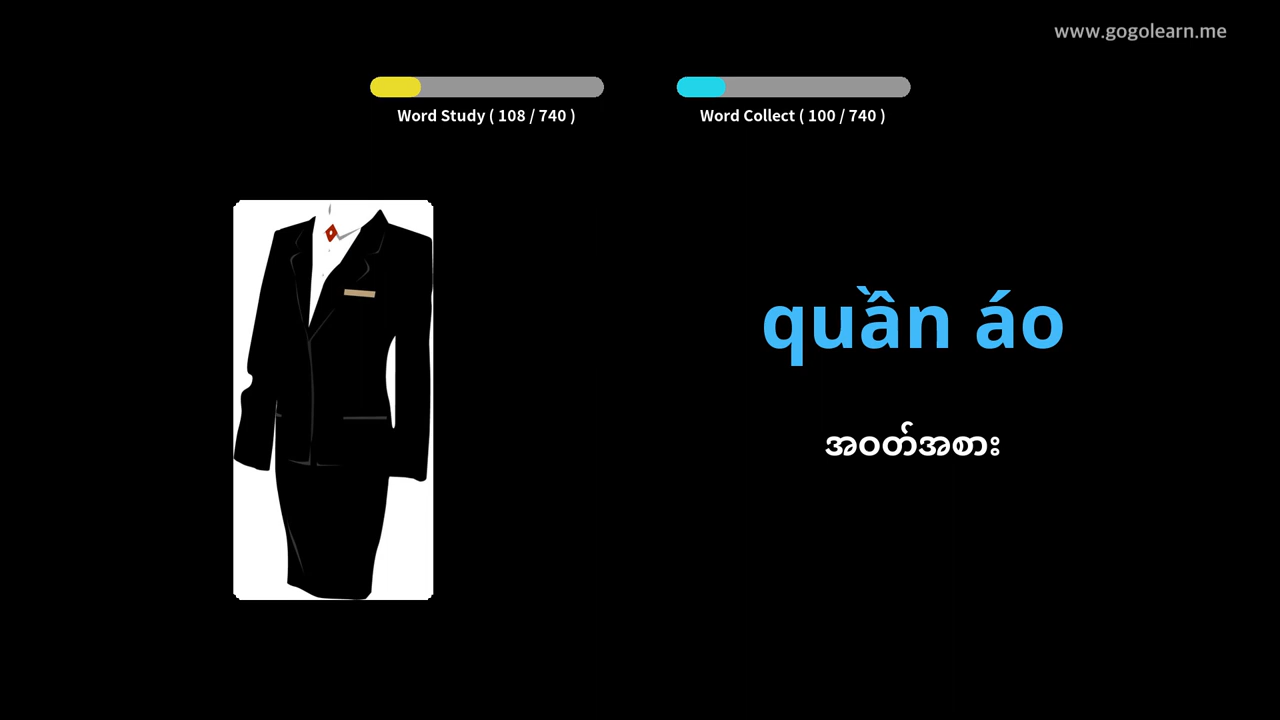 www.gogolearn.me
Word Study ( 108 / 740 )
Word Collect ( 100 / 740 )
quần áo
အဝတ်အစား